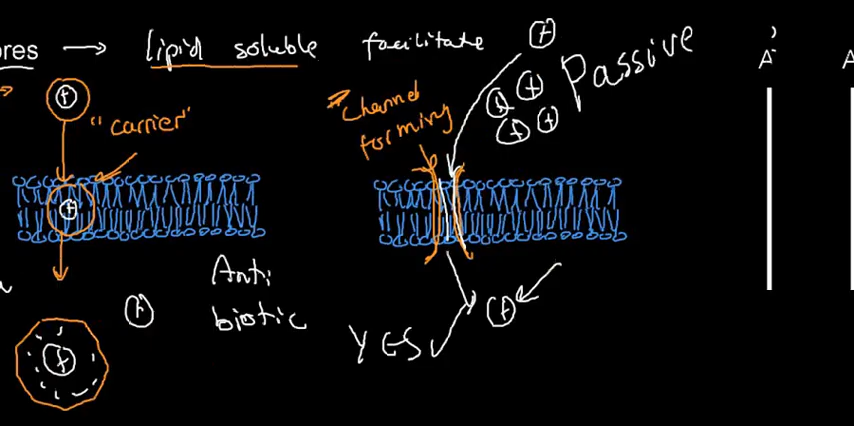 ores → lipid soluble facilitate
"carrier"
Channel
forming
Passive
+
+
+
+
+
+
+
Anti
biotic
+
YES✓
+
+
A
A